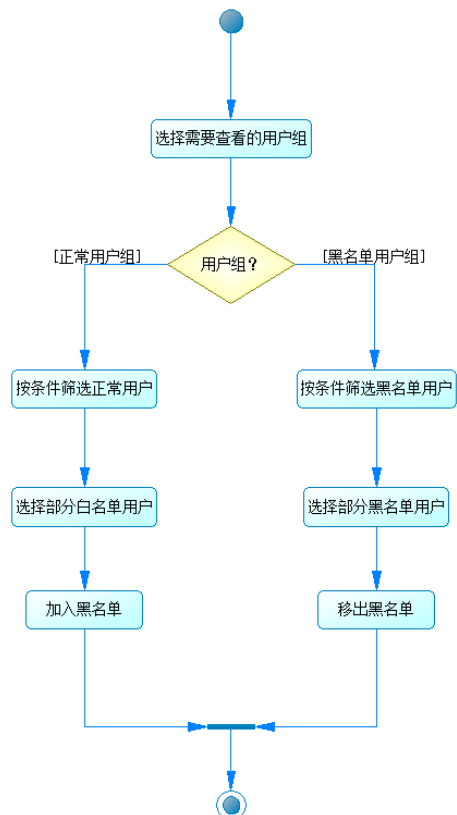 选择需要查看的用户组
用户组？
[正常用户组]
[黑名单用户组]
按条件筛选正常用户
按条件筛选黑名单用户
选择部分白名单用户
选择部分黑名单用户
加入黑名单
移出黑名单